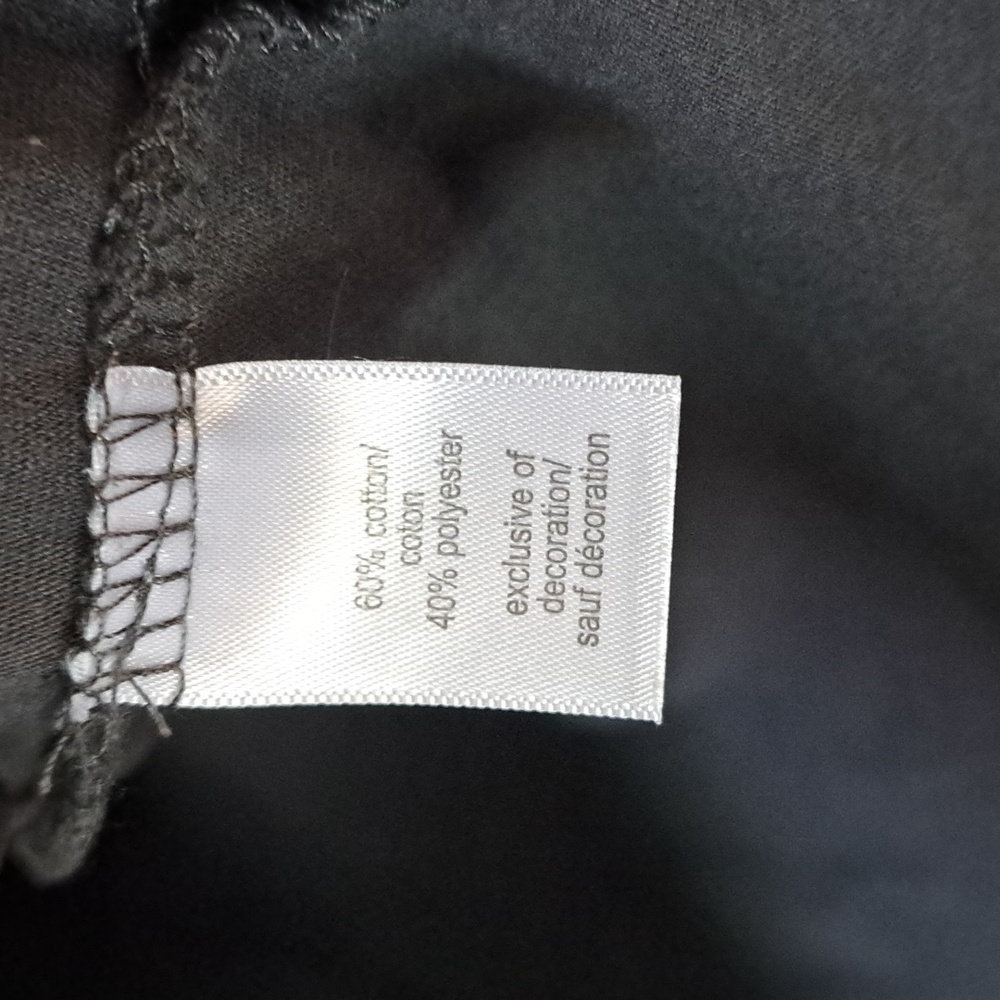 60% cotton/
coton
40% polyester
exclusive of
decoration/
sauf décoration